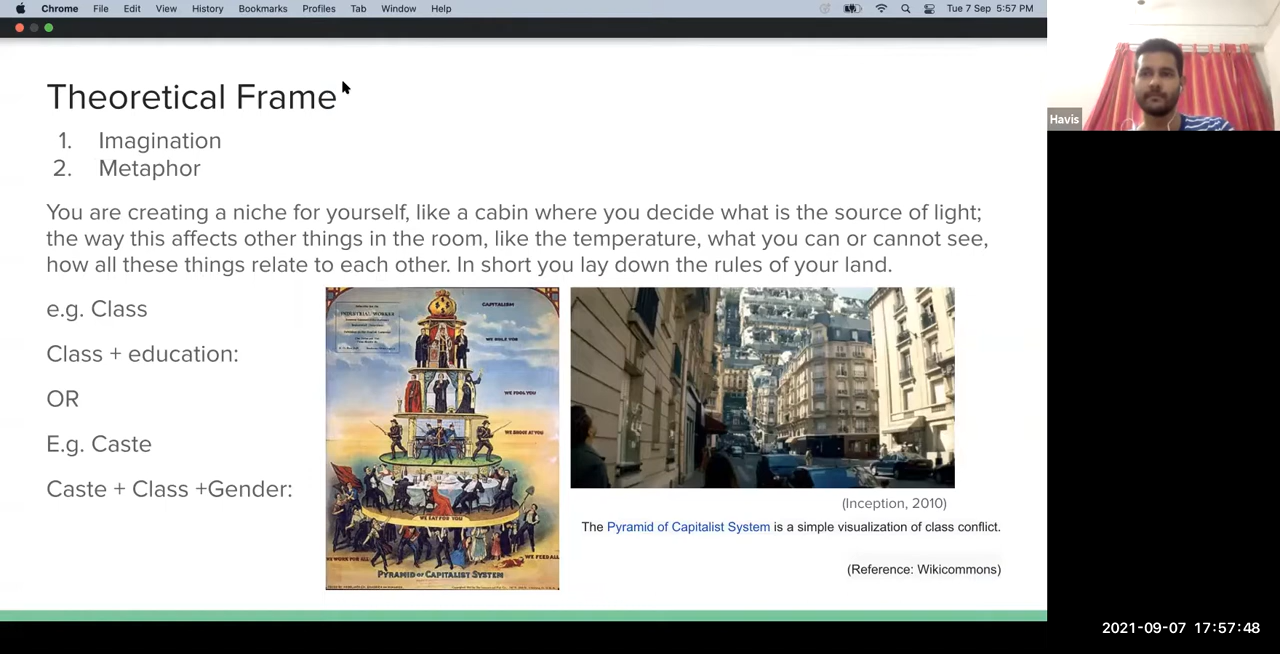 Chrome File Edit View History Bookmarks Profiles Tab Window Help Tue 7 Sep 5:57 PM
Havis
Theoretical Frame
1. Imagination
2. Metaphor
You are creating a niche for yourself, like a cabin where you decide what is the source of light;
the way this affects other things in the room, like the temperature, what you can or cannot see,
how all these things relate to each other. In short you lay down the rules of your land.
e.g. Class
Class + education:
OR
E.g. Caste
Caste + Class +Gender:
CAPITALISM
INDUSTRIAL WORKER
WE RULE YOU
WE FOOL YOU
WE SHOOT AT YOU
WE EAT FOR YOU
WE WORK FOR ALL
WE FEED ALL
PYRAMID OF CAPITALIST SYSTEM
(Inception, 2010)
The Pyramid of Capitalist System is a simple visualization of class conflict.
(Reference: Wikicommons)
2021-09-07 17:57:48